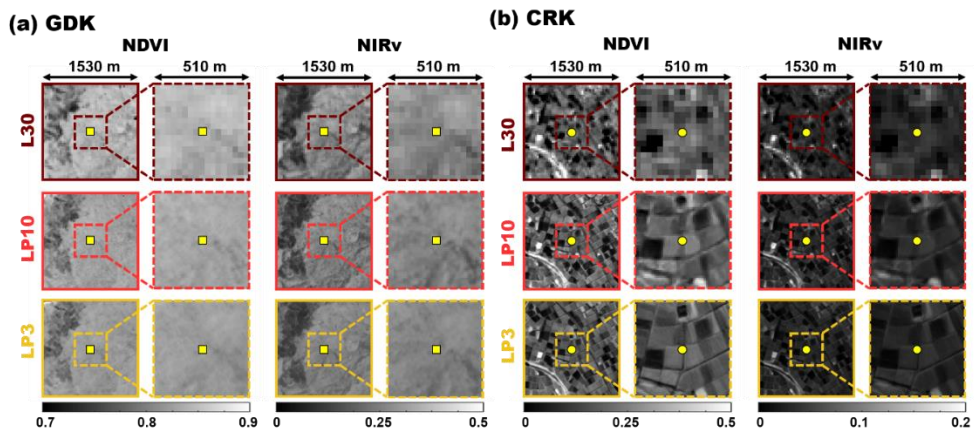 (a) GDK
NDVI NIRv
1530 m 510 m 1530 m 510 m
L30
LP10
LP3
0.7 0.8 0.9 0 0.25 0.5
(b) CRK
NDVI NIRv
1530 m 510 m 1530 m 510 m
L30
LP10
LP3
0 0.25 0.5 0 0.1 0.2